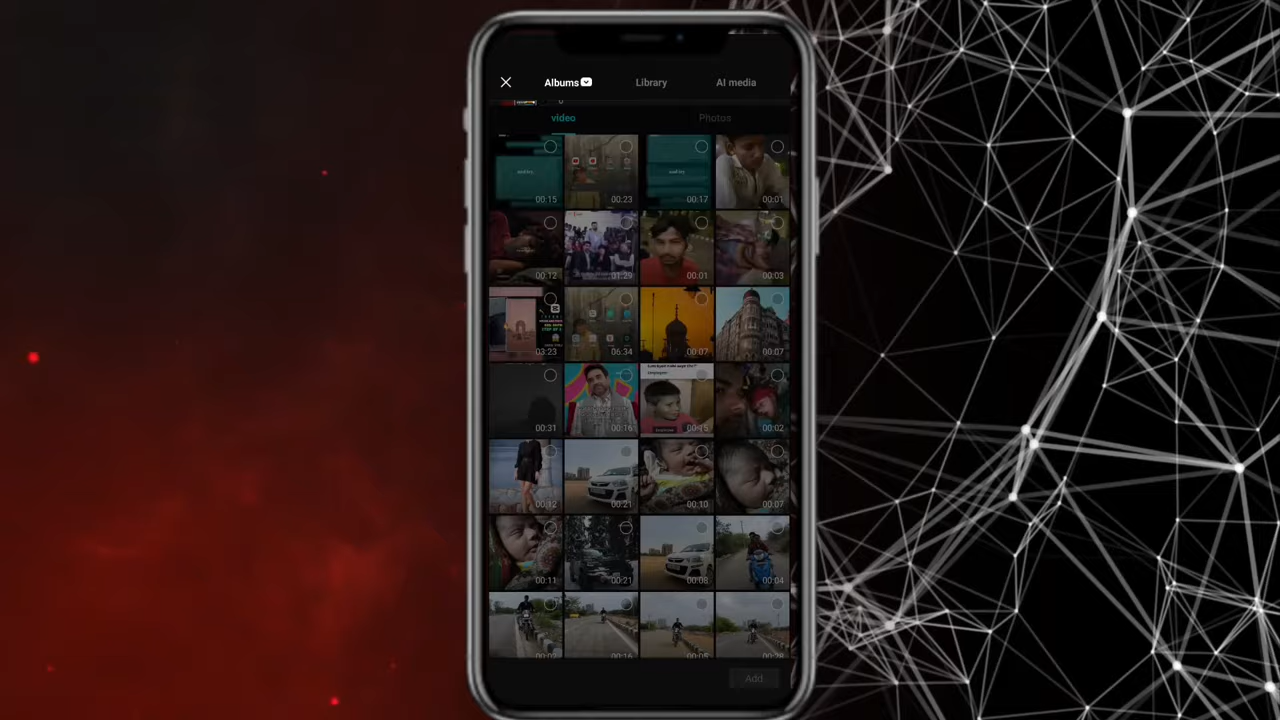 Albums Library AI media
video Photos
00:15 00:23 00:17 00:01
00:12 01:29 00:01 00:03
03:23 06:34 00:07 00:07
00:31 00:16 00:15 00:02
00:12 00:21 00:10 00:07
00:11 00:21 00:08 00:04
00:16
Add